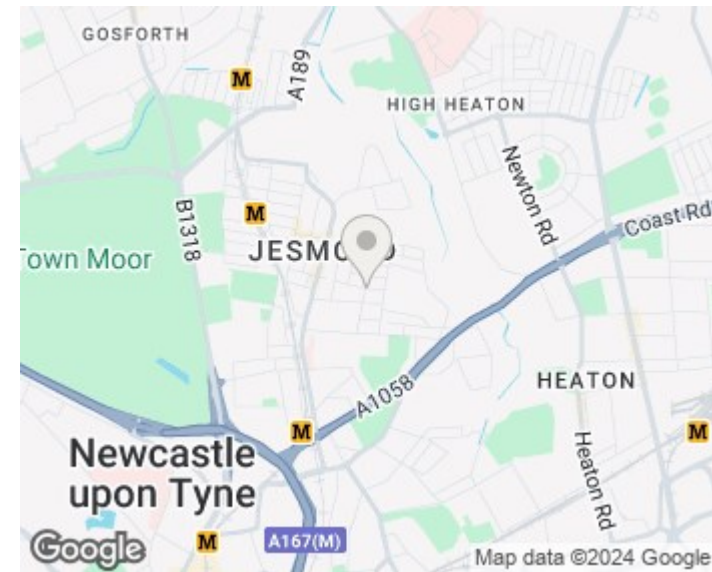 GOSFORTH
M
A189
HIGH HEATON
Newton Rd
M
B1318
Coast Rd
Town Moor
JESMOND
A1058
HEATON
M
M
Newcastle
upon Tyne
Heaton Rd
M
A167(M)
Google
Map data ©2024 Google